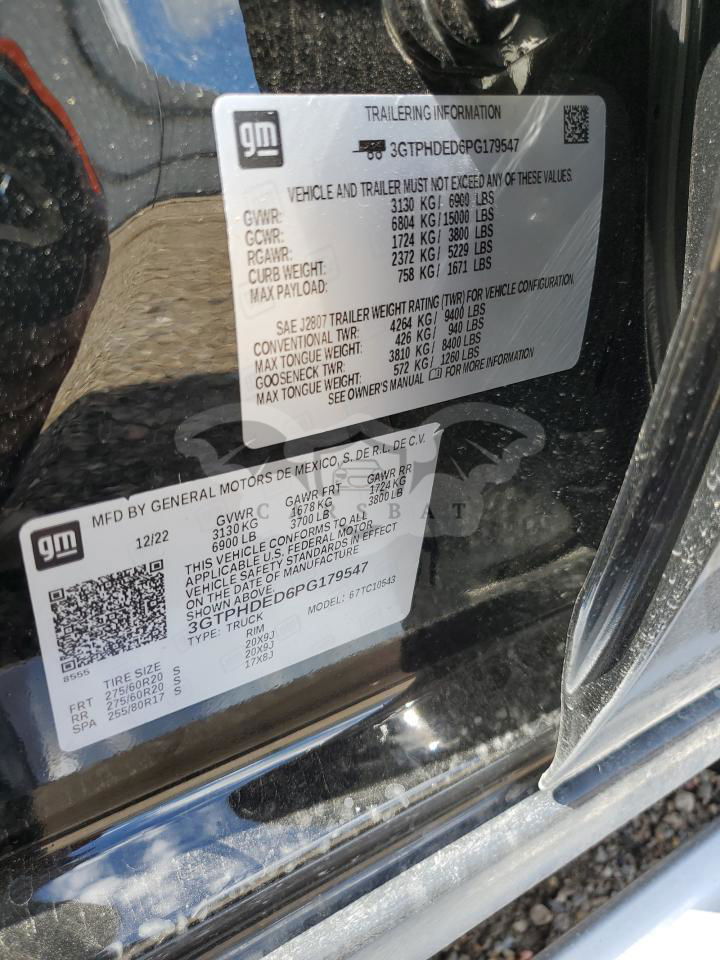 gm
TRAILERING INFORMATION
3GTPHDED6PG179547
VEHICLE AND TRAILER MUST NOT EXCEED ANY OF THESE VALUES.
GVWR: 3130 KG/ 6900 LBS
GCWR: 6804 KG/15000 LBS
RGAWR: 1724 KG/ 3800 LBS
CURB WEIGHT: 2372 KG/ 5229 LBS
MAX PAYLOAD: 758 KG/ 1671 LBS
SAE J2807 TRAILER WEIGHT RATING (TWR) FOR VEHICLE CONFIGURATION.
CONVENTIONAL TWR: 4264 KG/ 9400 LBS
MAX TONGUE WEIGHT: 426 KG/ 940 LBS
GOOSENECK TWR: 3810 KG/ 8400 LBS
MAX TONGUE WEIGHT: 572 KG/ 1260 LBS
SEE OWNER'S MANUAL FOR MORE INFORMATION
CARSBAT
gm
MFD BY GENERAL MOTORS DE MEXICO, S. DE R.L. DE C.V.
12/22 GVWR GAWR FRT GAWR RR
3130 KG 1678 KG 1724 KG
6900 LB 3700 LB 3800 LB
THIS VEHICLE CONFORMS TO ALL
APPLICABLE U.S. FEDERAL MOTOR
VEHICLE SAFETY STANDARDS IN EFFECT
ON THE DATE OF MANUFACTURE
SHOWN ABOVE.
3GTPHDED6PG179547
TYPE: TRUCK MODEL: 67TC10543
8555
TIRE SIZE RIM
FRT 275/60R20 S 20X9J
RR 275/60R20 S 20X9J
SPA 255/80R17 S 17X8J